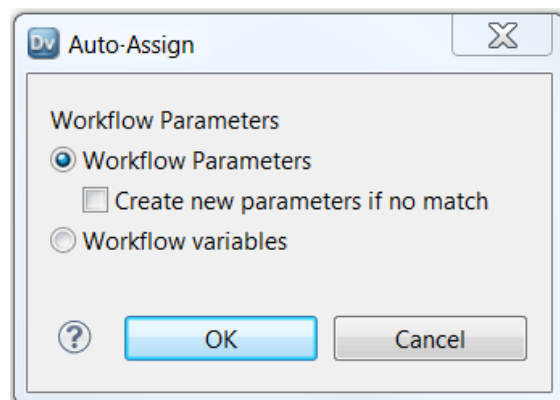 Dv Auto-Assign
Workflow Parameters
Workflow Parameters
Create new parameters if no match
Workflow variables
? OK Cancel